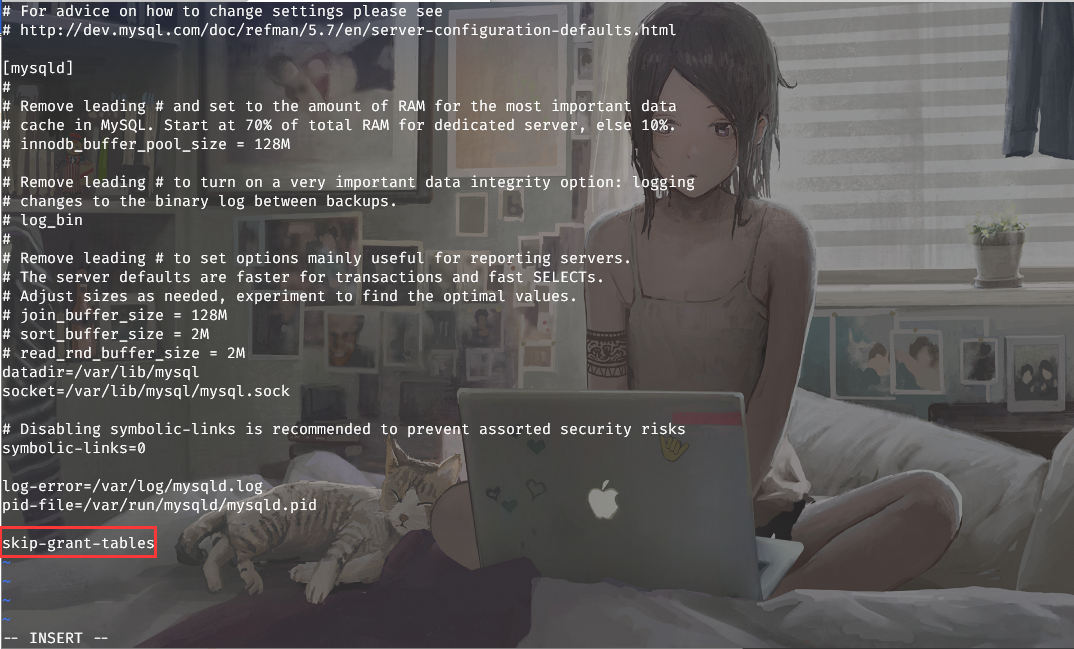 # For advice on how to change settings please see
# http://dev.mysql.com/doc/refman/5.7/en/server-configuration-defaults.html
[mysqld]
#
# Remove leading # and set to the amount of RAM for the most important data
# cache in MySQL. Start at 70% of total RAM for dedicated server, else 10%.
# innodb_buffer_pool_size = 128M
#
# Remove leading # to turn on a very important data integrity option: logging
# changes to the binary log between backups.
# log_bin
#
# Remove leading # to set options mainly useful for reporting servers.
# The server defaults are faster for transactions and fast SELECTs.
# Adjust sizes as needed, experiment to find the optimal values.
# join_buffer_size = 128M
# sort_buffer_size = 2M
# read_rnd_buffer_size = 2M
datadir=/var/lib/mysql
socket=/var/lib/mysql/mysql.sock
# Disabling symbolic-links is recommended to prevent assorted security risks
symbolic-links=0
log-error=/var/log/mysqld.log
pid-file=/var/run/mysqld/mysqld.pid
skip-grant-tables
~
~
~
~
-- INSERT --